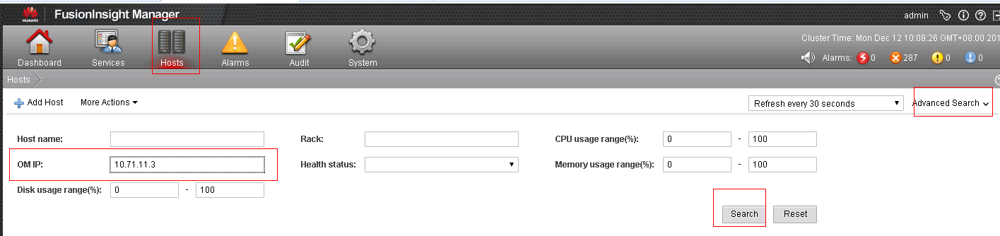 HUAWEI FusionInsight Manager admin
Cluster Time: Mon Dec 12 10:08:26 GMT+08:00 201
Dashboard Services Hosts Alarms Audit System
Alarms: 0 287 0 0
Hosts
Add Host More Actions Refresh every 30 seconds Advanced Search
Host name: Rack: CPU usage range(%): 0 - 100
OM IP: 10.71.11.3 Health status: Memory usage range(%): 0 - 100
Disk usage range(%): 0 - 100
Search Reset